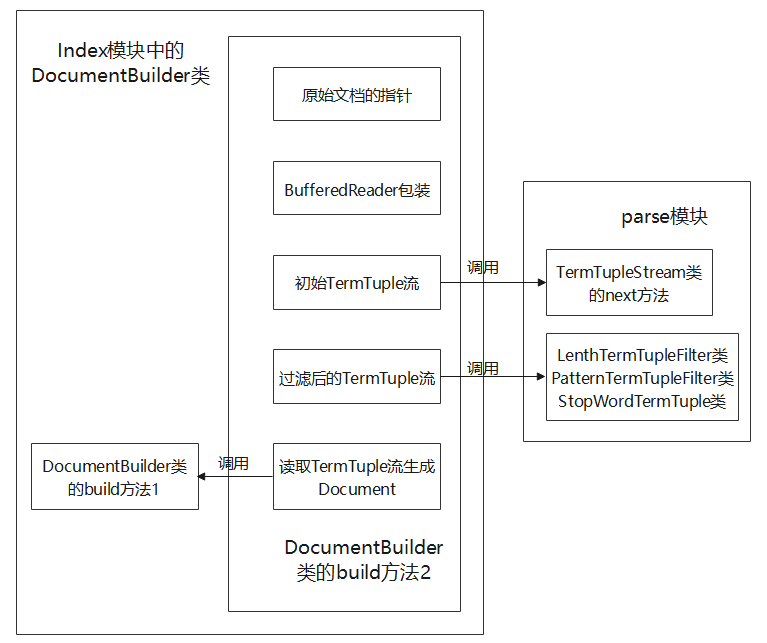 Index模块中的
DocumentBuilder类
原始文档的指针
BufferedReader包装
初始TermTuple流
调用
过滤后的TermTuple流
调用
读取TermTuple流生成
Document
调用
DocumentBuilder类
的build方法1
DocumentBuilder
类的build方法2
parse模块
TermTupleStream类
的next方法
LenthTermTupleFilter类
PatternTermTupleFilter类
StopWordTermTuple类